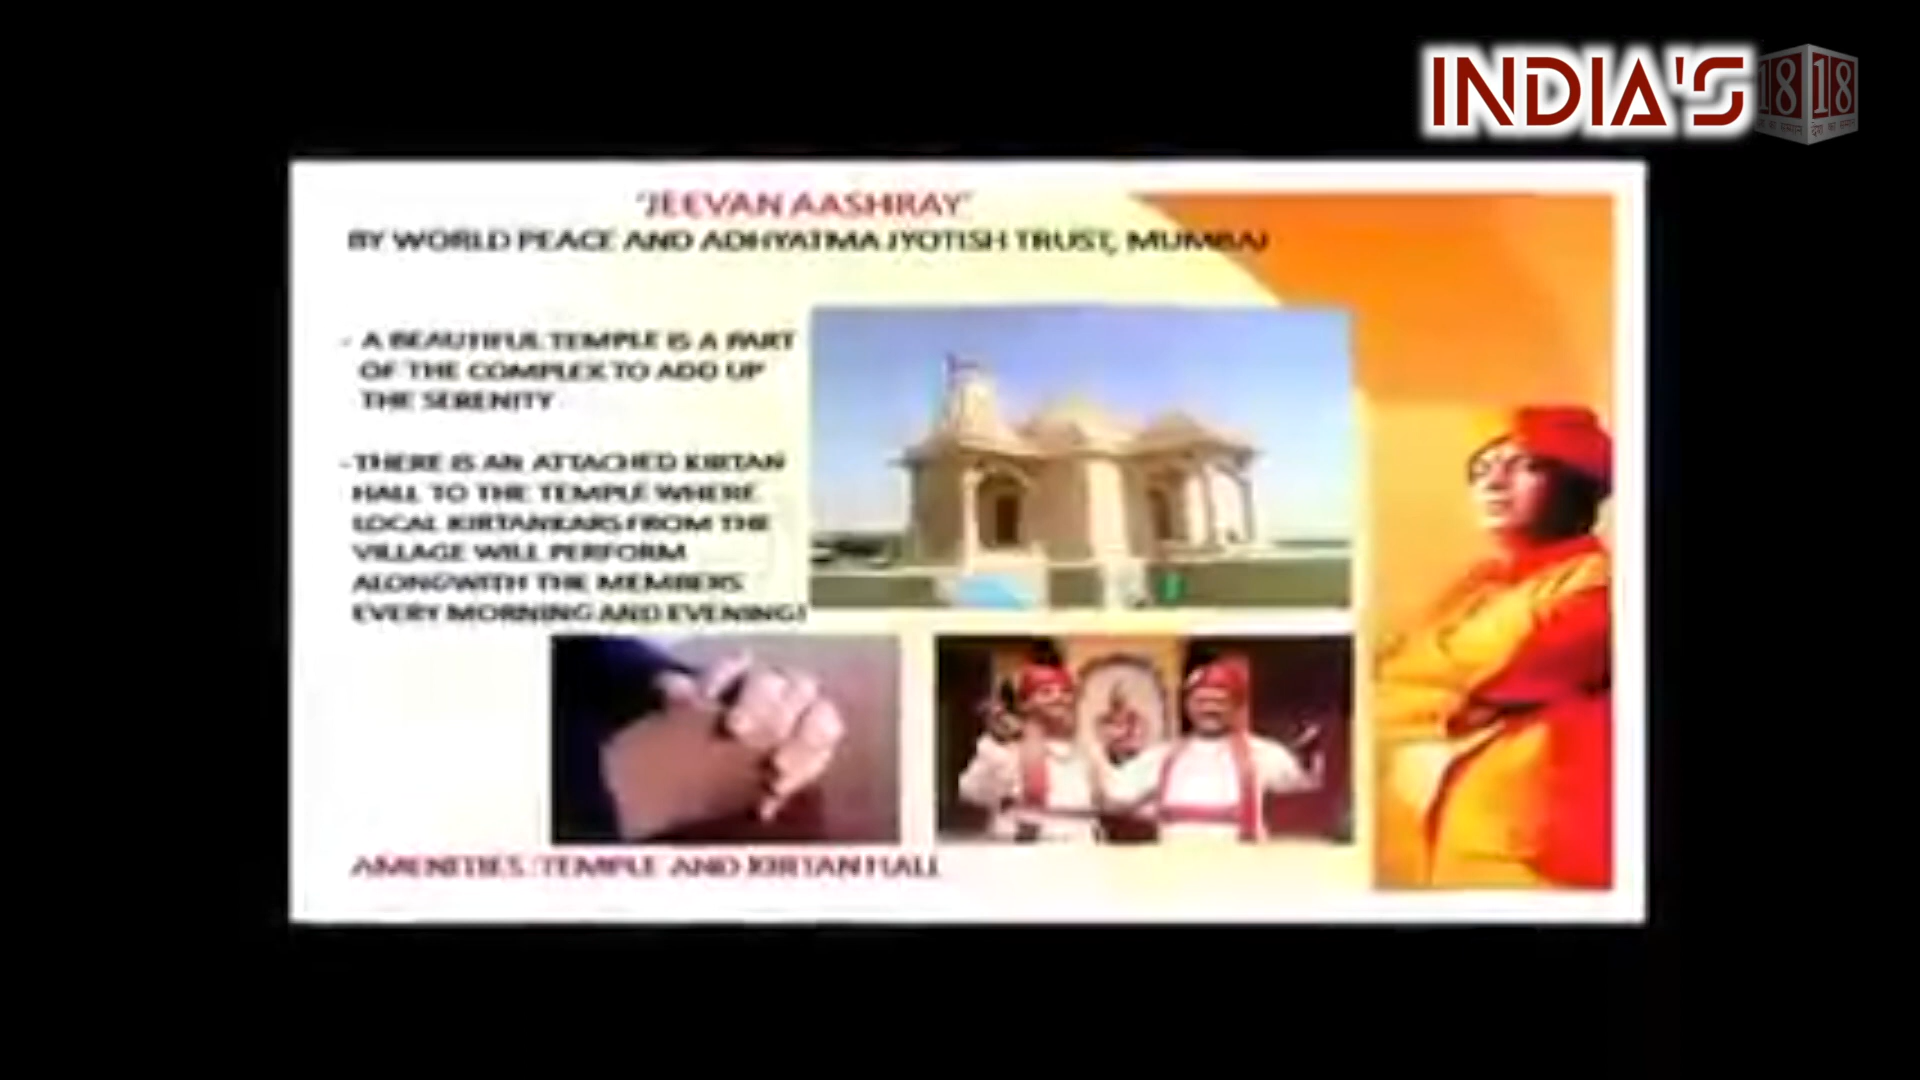 INDIA'S
1818
"JEEVAN AASHRAY"
BY WORLD PEACE AND ADHYATMA JYOTISH TRUST, MUMBAI
- A BEAUTIFUL TEMPLE IS A PART
OF THE COMPLEX TO ADD UP
THE SERENITY
- THERE IS AN ATTACHED KIRTAN
HALL TO THE TEMPLE WHERE
LOCAL KIRTANKARS FROM THE
VILLAGE WILL PERFORM
ALONGWITH THE MEMBERS
EVERY MORNING AND EVENING!
AMENITIES: TEMPLE AND KIRTAN HALL